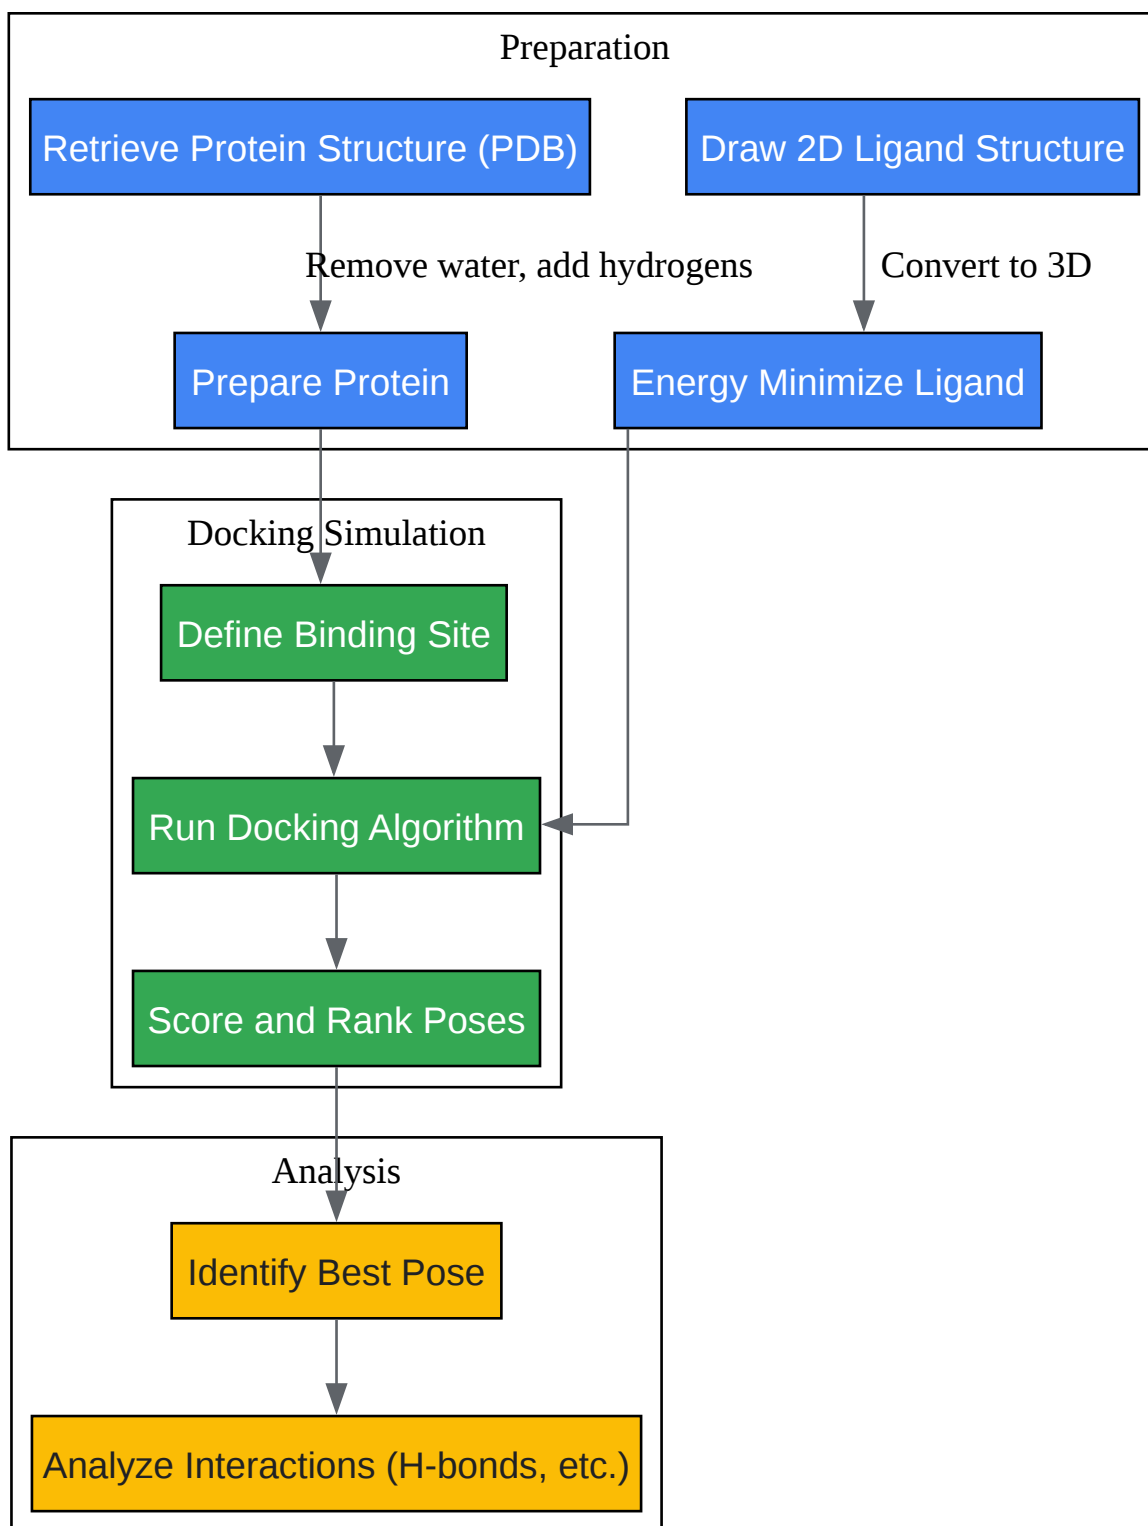 Preparation
Retrieve Protein Structure (PDB)
Draw 2D Ligand Structure
Remove water, add hydrogens
Convert to 3D
Prepare Protein
Energy Minimize Ligand
Docking Simulation
Define Binding Site
Run Docking Algorithm
Score and Rank Poses
Analysis
Identify Best Pose
Analyze Interactions (H-bonds, etc.)